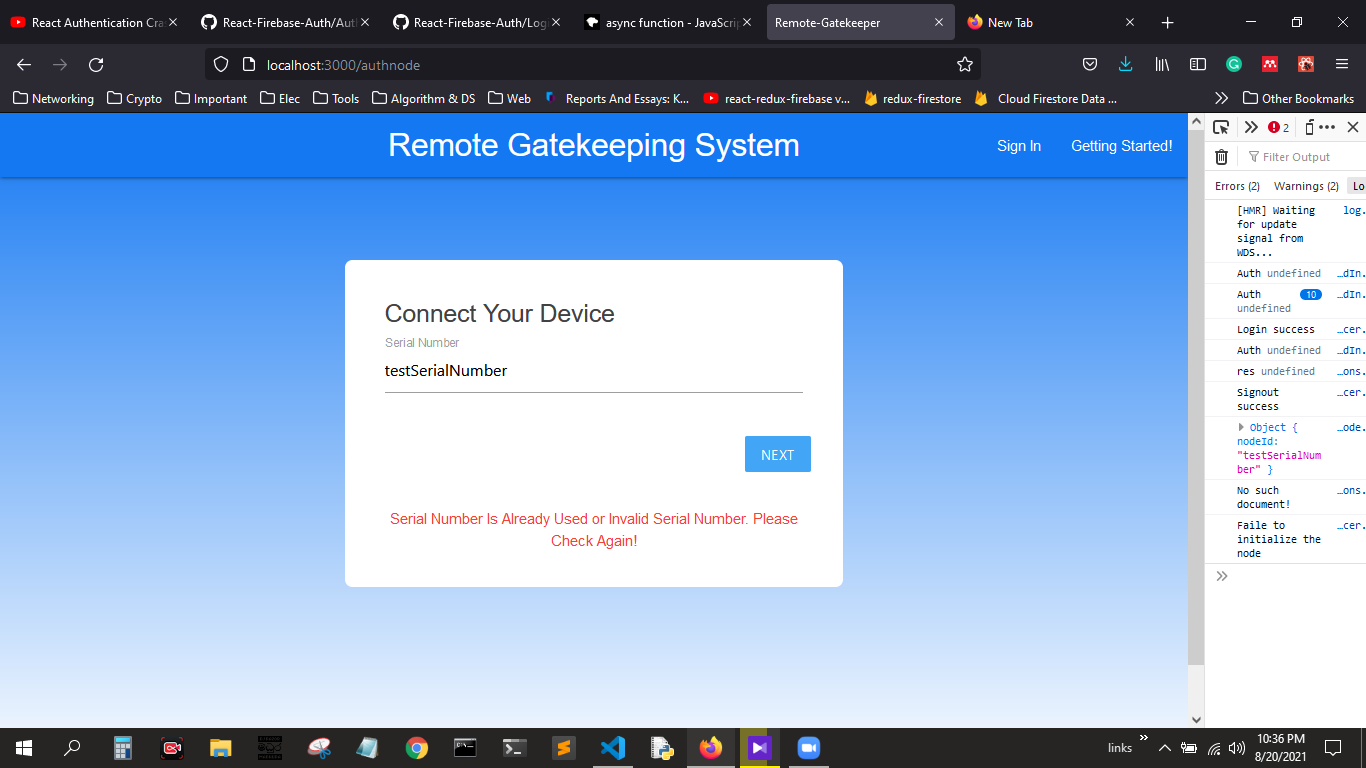 React Authentication Cra
React-Firebase-Auth/Aut
React-Firebase-Auth/Logi
async function - JavaScrip
Remote-Gatekeeper
New Tab
localhost:3000/authnode
Networking
Crypto
Important
Elec
Tools
Algorithm & DS
Web
Reports And Essays: K...
react-redux-firebase v...
redux-firestore
Cloud Firestore Data ...
Other Bookmarks
Remote Gatekeeping System
Sign In
Getting Started!
Connect Your Device
Serial Number
testSerialNumber
NEXT
Serial Number Is Already Used or Invalid Serial Number. Please
Check Again!
2
Filter Output
Errors (2)
Warnings (2)
Lo
[HMR] Waiting log.
for update
signal from
WDS...
Auth undefined …dIn.
Auth 10 …dIn.
undefined
Login success …cer.
Auth undefined …dIn.
res undefined …ons.
Signout …cer.
success
Object { …ode.
nodeId:
"testSerialNum
ber" }
No such …ons.
document!
Faile to …cer.
initialize the
node
links
10:36 PM
8/20/2021